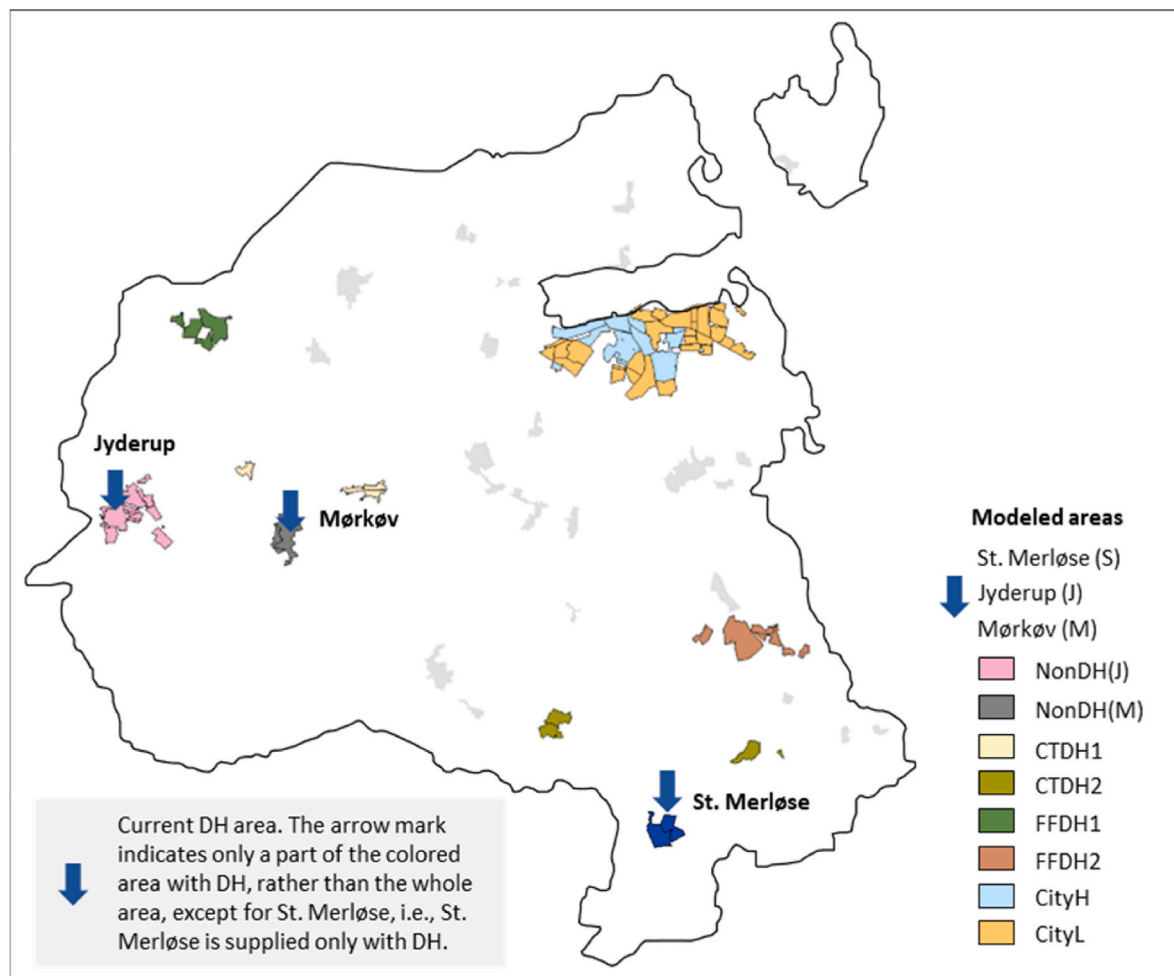 Jyderup
Mørkøv
St. Merløse
Modeled areas
St. Merløse (S)
Jyderup (J)
Mørkøv (M)
NonDH(J)
NonDH(M)
CTDH1
CTDH2
FFDH1
FFDH2
CityH
CityL
Current DH area. The arrow mark
indicates only a part of the colored
area with DH, rather than the whole
area, except for St. Merløse, i.e., St.
Merløse is supplied only with DH.